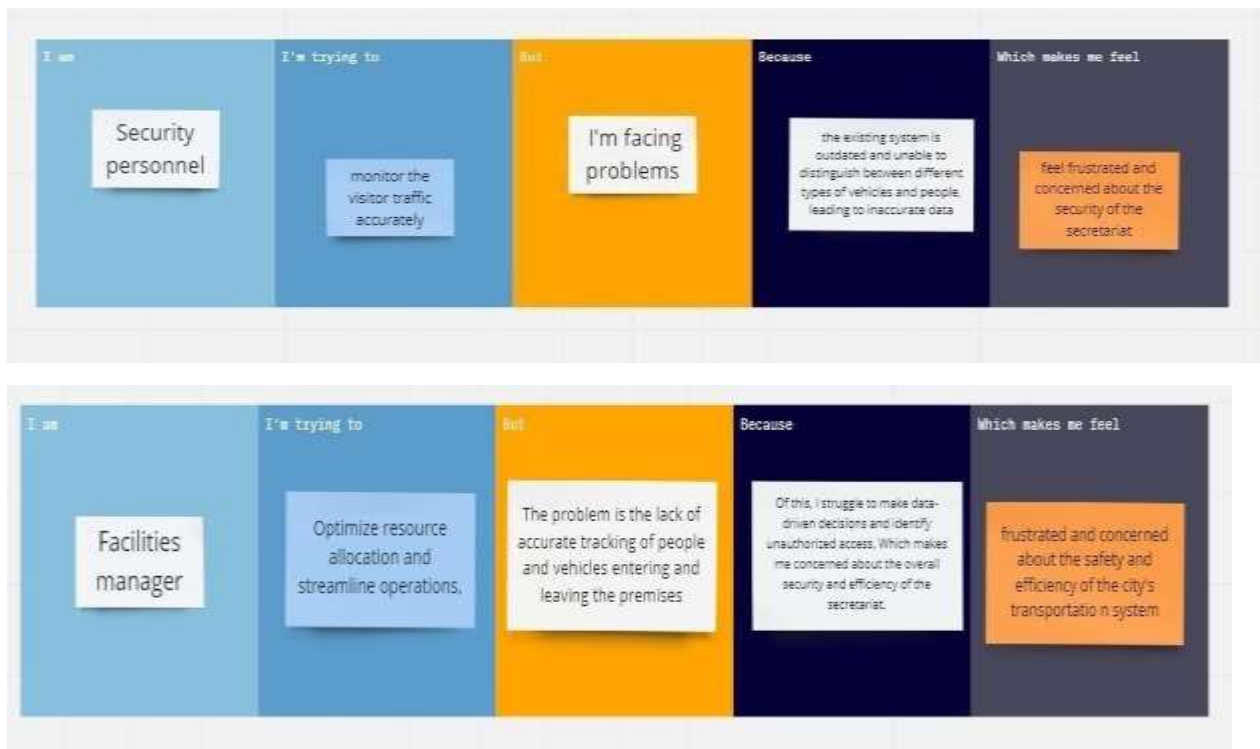 I am
I'm trying to
But
Because
Which makes me feel
Security
personnel
monitor the
visitor traffic
accurately
I'm facing
problems
the existing system is
outdated and unable to
distinguish between different
types of vehicles and people,
leading to inaccurate data
feel frustrated and
concerned about the
security of the
secretariat
I am
I'm trying to
But
Because
Which makes me feel
Facilities
manager
Optimize resource
allocation and
streamline operations,
The problem is the lack of
accurate tracking of people
and vehicles entering and
leaving the premises
Of this, I struggle to make data-
driven decisions and identify
unauthorized access. Which makes
me concerned about the overall
security and efficiency of the
secretariat.
frustrated and concerned
about the safety and
efficiency of the city's
transportatio n system